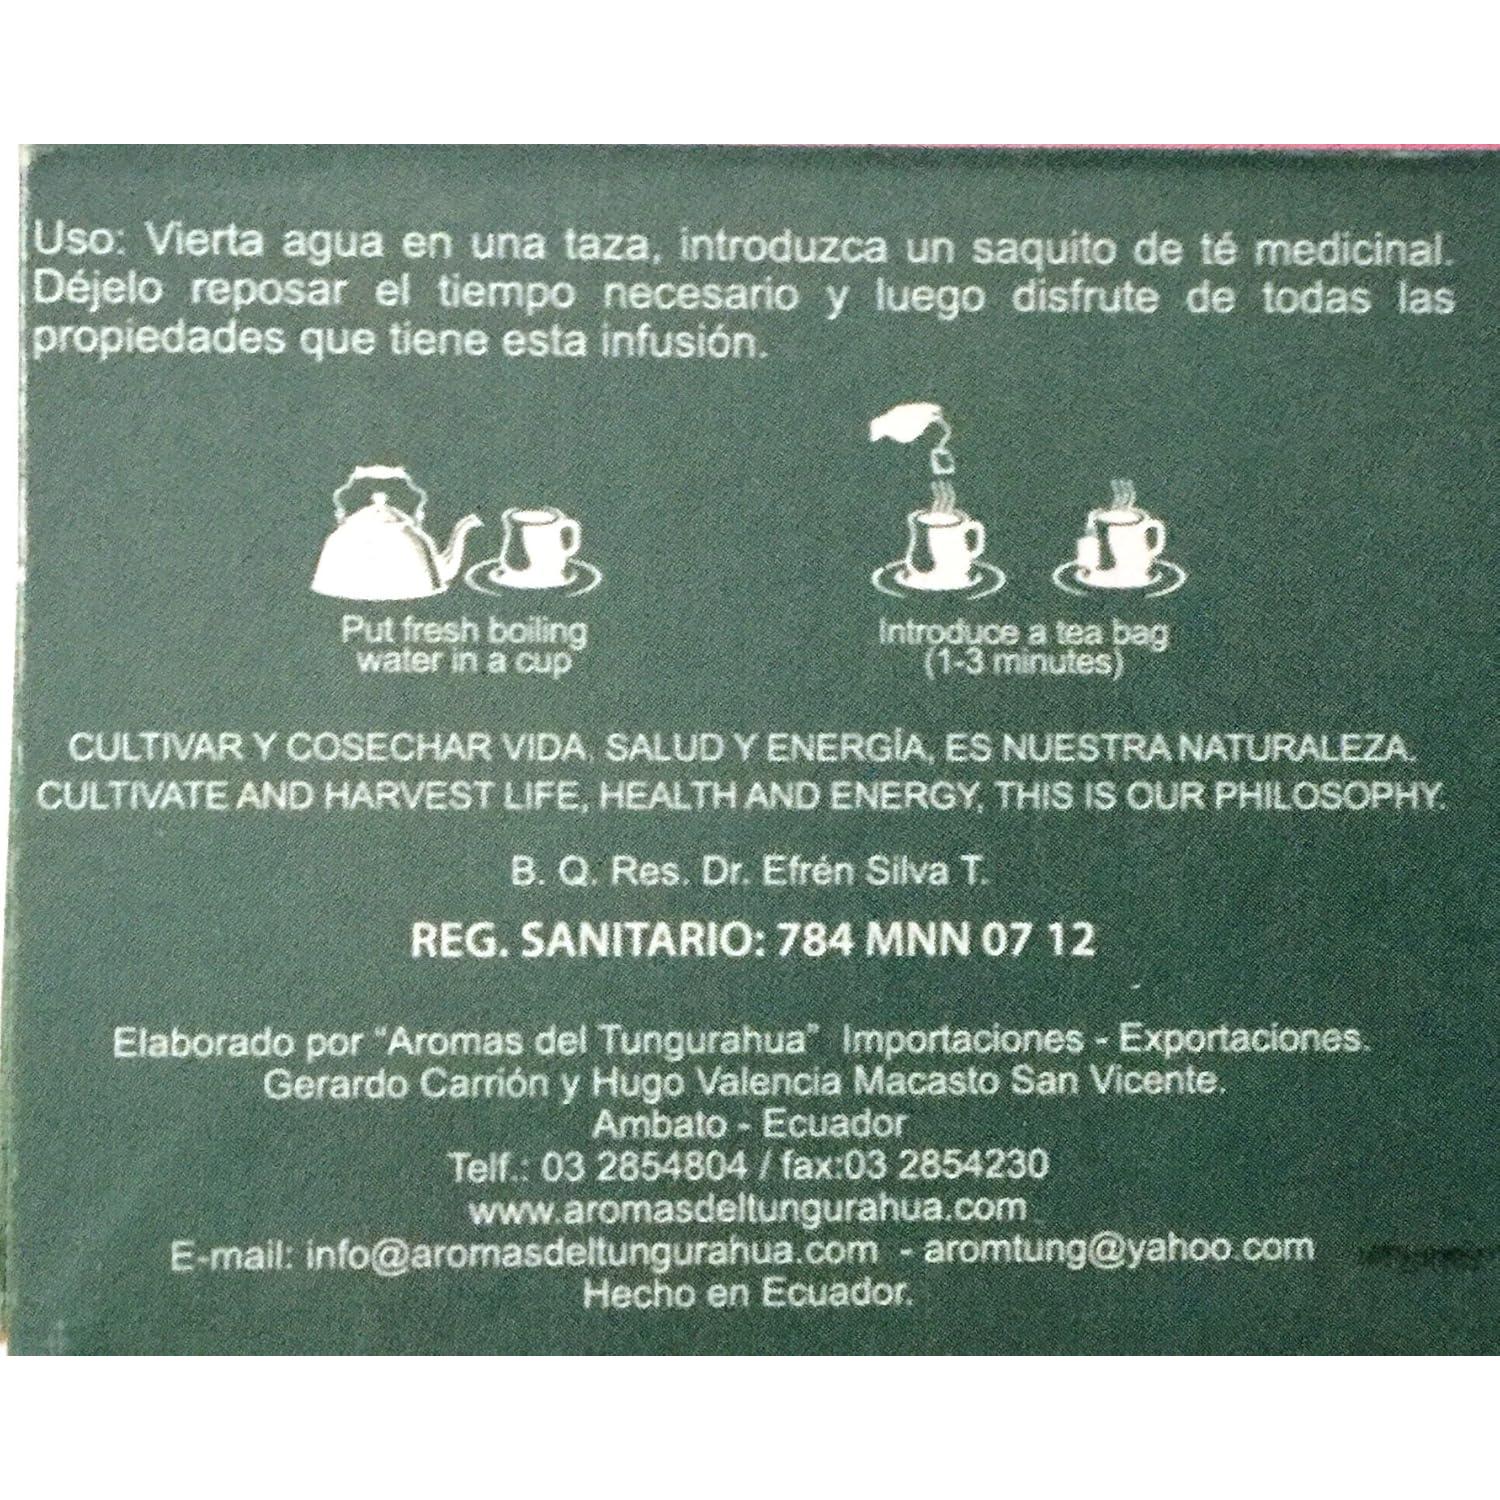 Uso: Vierta agua en una taza, introduzca un saquito de té medicinal.
Déjelo reposar el tiempo necesario y luego disfrute de todas las
propiedades que tiene esta infusión.
Put fresh boiling
water in a cup
Introduce a tea bag
(1-3 minutes)
CULTIVAR Y COSECHAR VIDA, SALUD Y ENERGÍA, ES NUESTRA NATURALEZA.
CULTIVATE AND HARVEST LIFE, HEALTH AND ENERGY, THIS IS OUR PHILOSOPHY.
B. Q. Res. Dr. Efrén Silva T.
REG. SANITARIO: 784 MNN 07 12
Elaborado por "Aromas del Tungurahua" Importaciones - Exportaciones.
Gerardo Carrión y Hugo Valencia Macasto San Vicente.
Ambato - Ecuador
Telf.: 03 2854804 / fax:03 2854230
www.aromasdeltungurahua.com
E-mail: info@aromasdeltungurahua.com - aromtung@yahoo.com
Hecho en Ecuador.